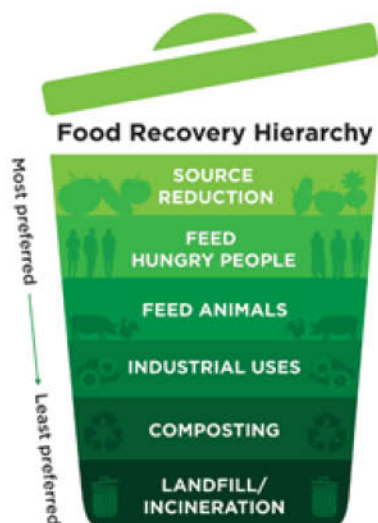 Food Recovery Hierarchy
Most preferred
SOURCE
REDUCTION
FEED
HUNGRY PEOPLE
FEED ANIMALS
INDUSTRIAL USES
COMPOSTING
LANDFILL/
INCINERATION
Least preferred